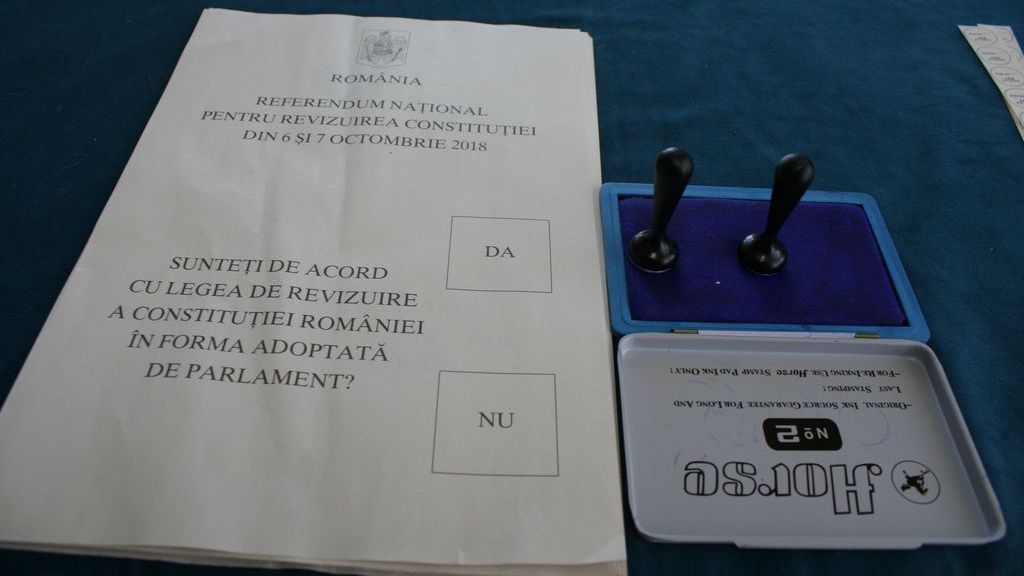 ROMÂNIA
REFERENDUM NAȚIONAL
PENTRU REVIZUIREA CONSTITUȚIEI
DIN 6 ȘI 7 OCTOMBRIE 2018
SUNTEȚI DE ACORD
CU LEGEA DE REVIZUIRE
A CONSTITUȚIEI ROMÂNIEI
ÎN FORMA ADOPTATĂ
DE PARLAMENT?
DA
NU
Horse
No 2
–ORIGINAL INK SOURCE GUARANTEE FOR LONG AND
LAST STAMPING!
–FOR RE-INKING USE Horse STAMP PAD INK ONLY!